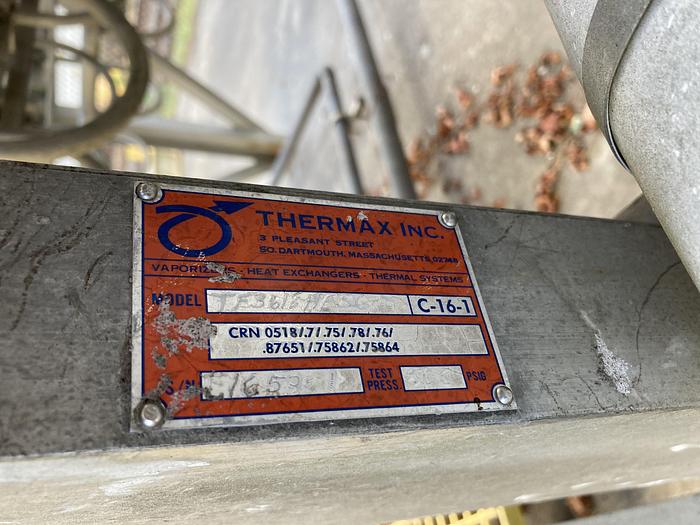 THERMAX INC.
3 PLEASANT STREET
SO. DARTMOUTH, MASSACHUSETTS, 02748
HEAT EXCHANGERS - THERMAL SYSTEMS
MODEL C-16-1
CRN 0518/.7/.75/.78/.76/
.87651/.75862/.75864
S/N TEST PRESS. PSIG